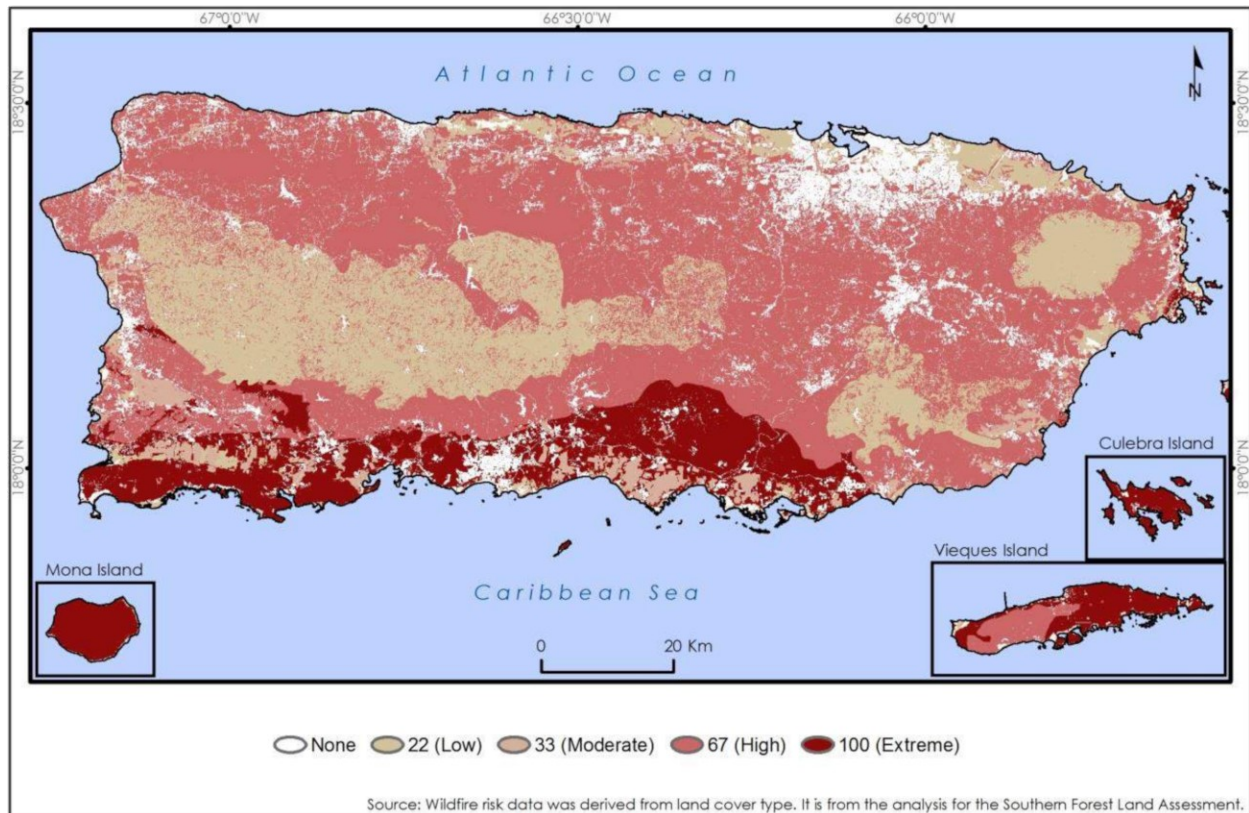 67°0'0"W 66°30'0"W 66°0'0"W
Atlantic Ocean
N
18°30'0"N 18°30'0"N
18°0'0"N 18°0'0"N
Culebra Island
Vieques Island
Mona Island
Caribbean Sea
0 20 Km
None 22 (Low) 33 (Moderate) 67 (High) 100 (Extreme)
Source: Wildfire risk data was derived from land cover type. It is from the analysis for the Southern Forest Land Assessment.